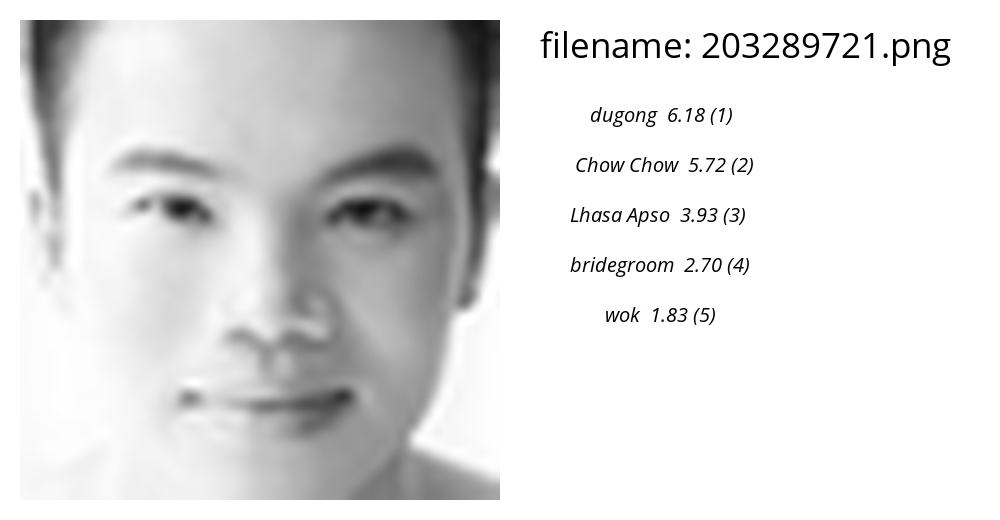 filename: 203289721.png
dugong 6.18 (1)
Chow Chow 5.72 (2)
Lhasa Apso 3.93 (3)
bridegroom 2.70 (4)
wok 1.83 (5)